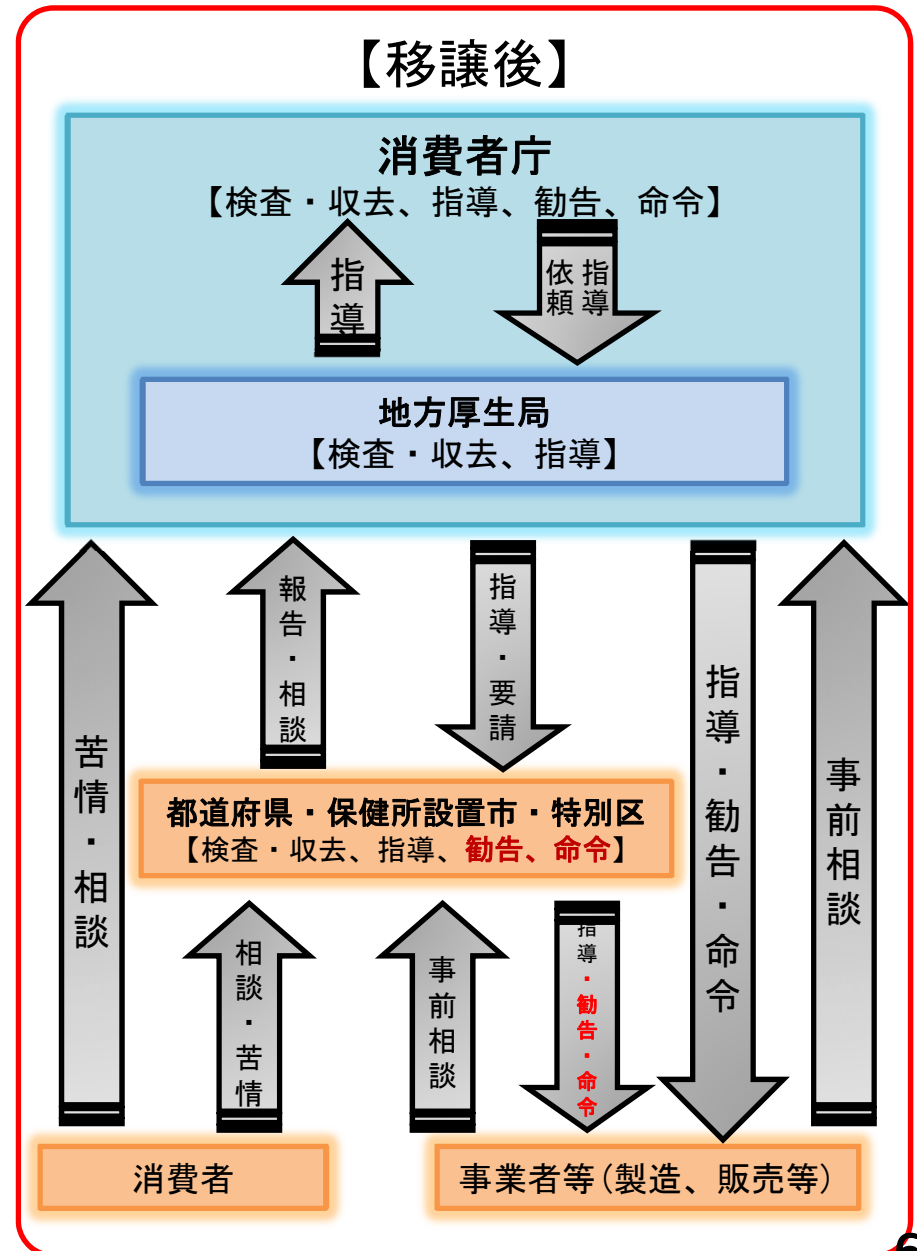 【移譲後】
消費者庁
【検査・収去、指導、勧告、命令】
指導
指導
依頼
地方厚生局
【検査・収去、指導】
苦情・相談
報告・相談
指導・要請
指導・勧告・命令
事前相談
都道府県・保健所設置市・特別区
【検査・収去、指導、勧告、命令】
相談・苦情
事前相談
指導・勧告・命令
消費者
事業者等(製造、販売等)
6